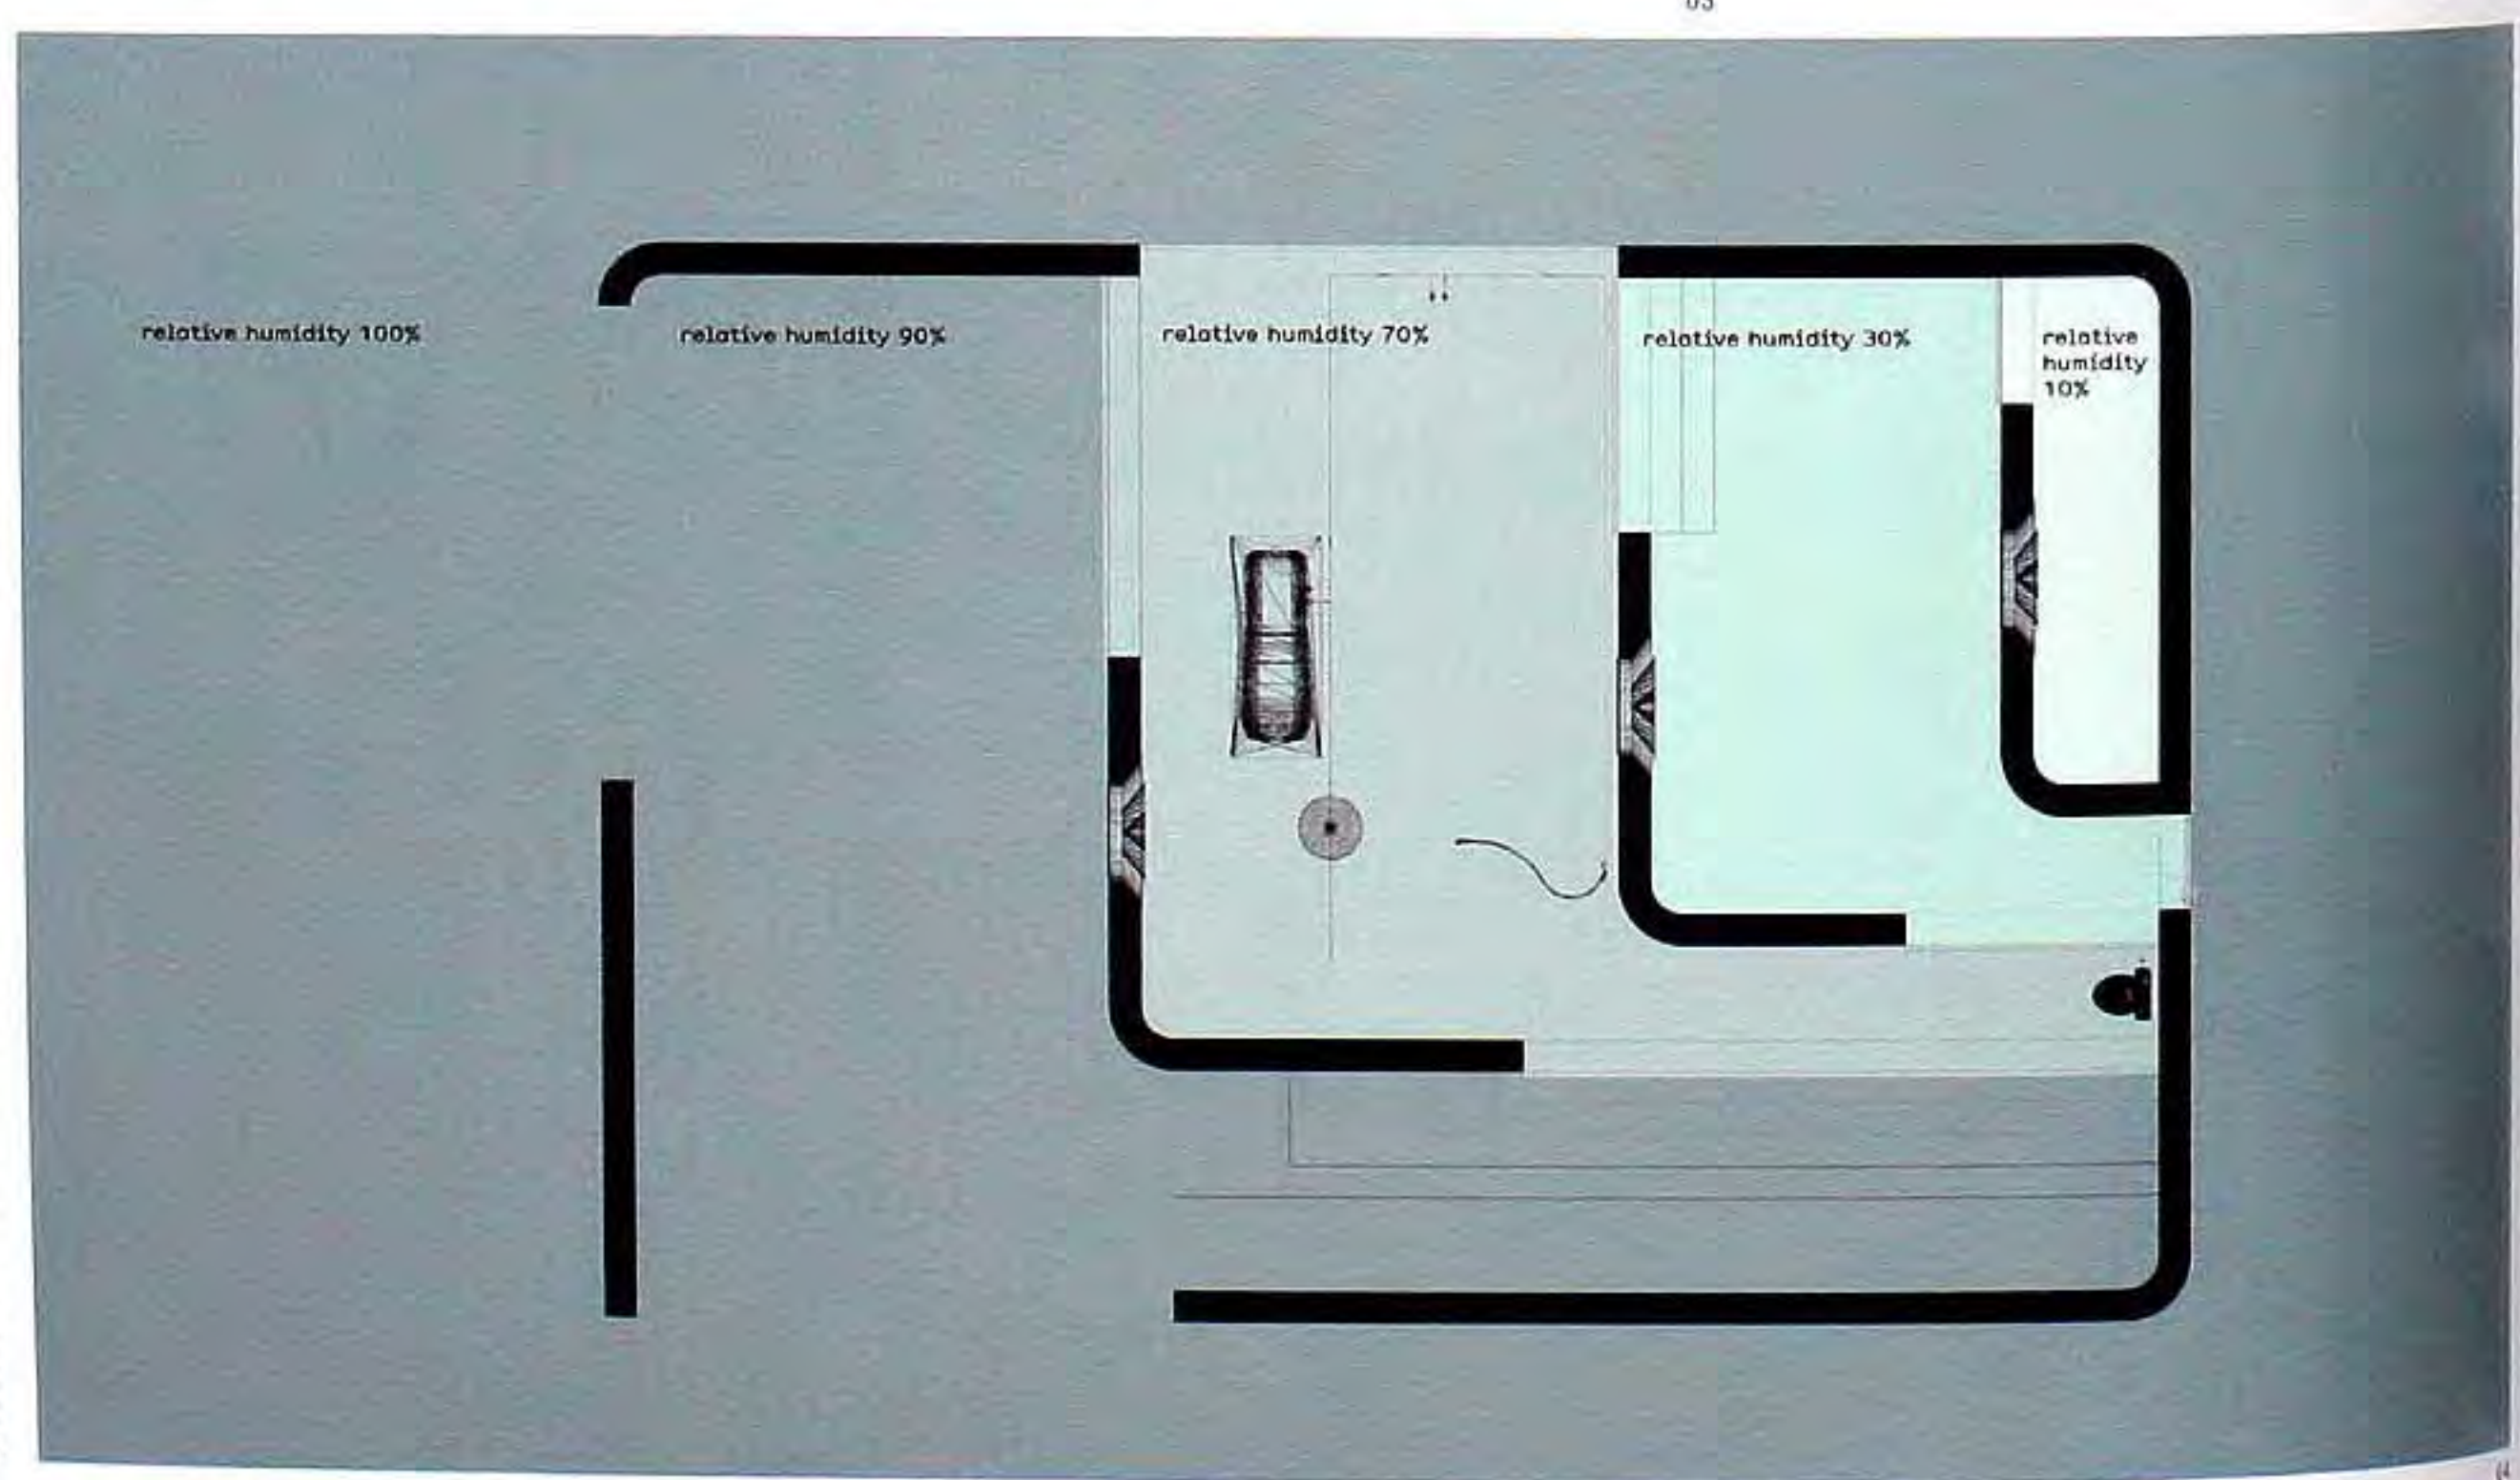 relative humidity 100%
relative humidity 90%
relative humidity 70%
relative humidity 30%
relative
humidity
10%